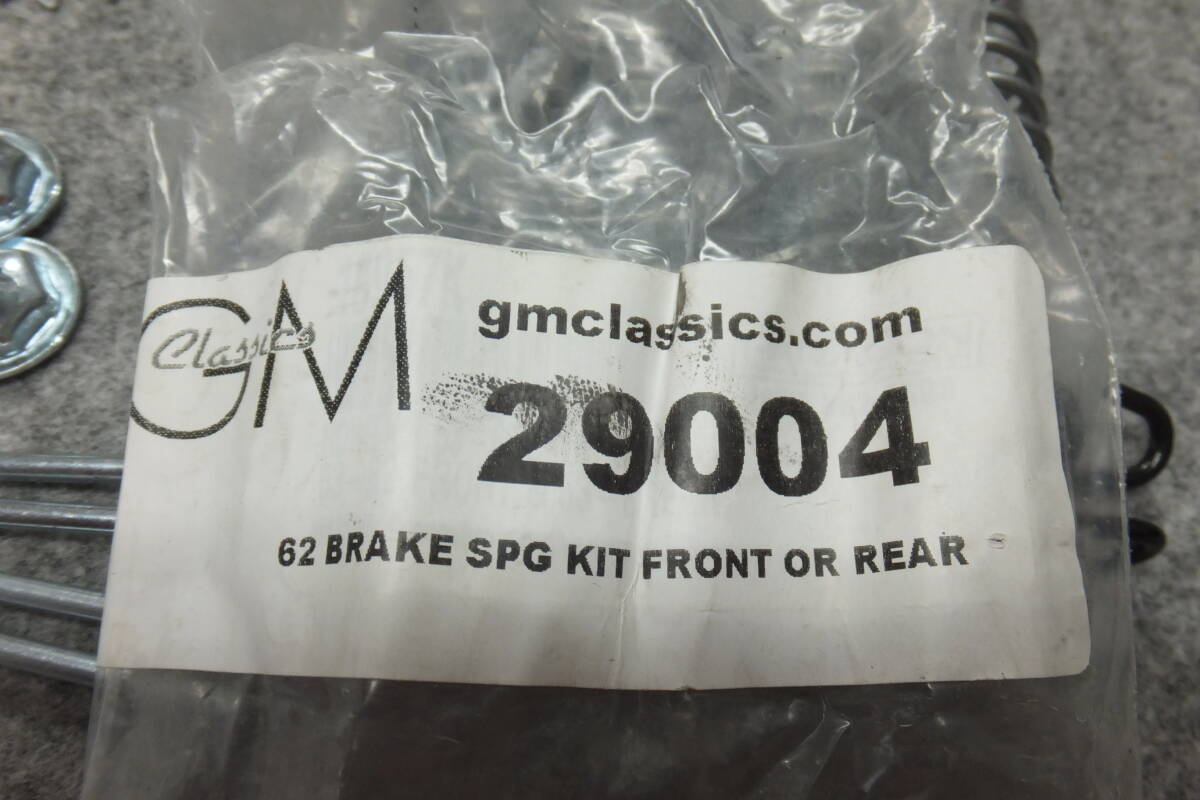 GM
Classics
gmclassics.com
29004
62 BRAKE SPG KIT FRONT OR REAR